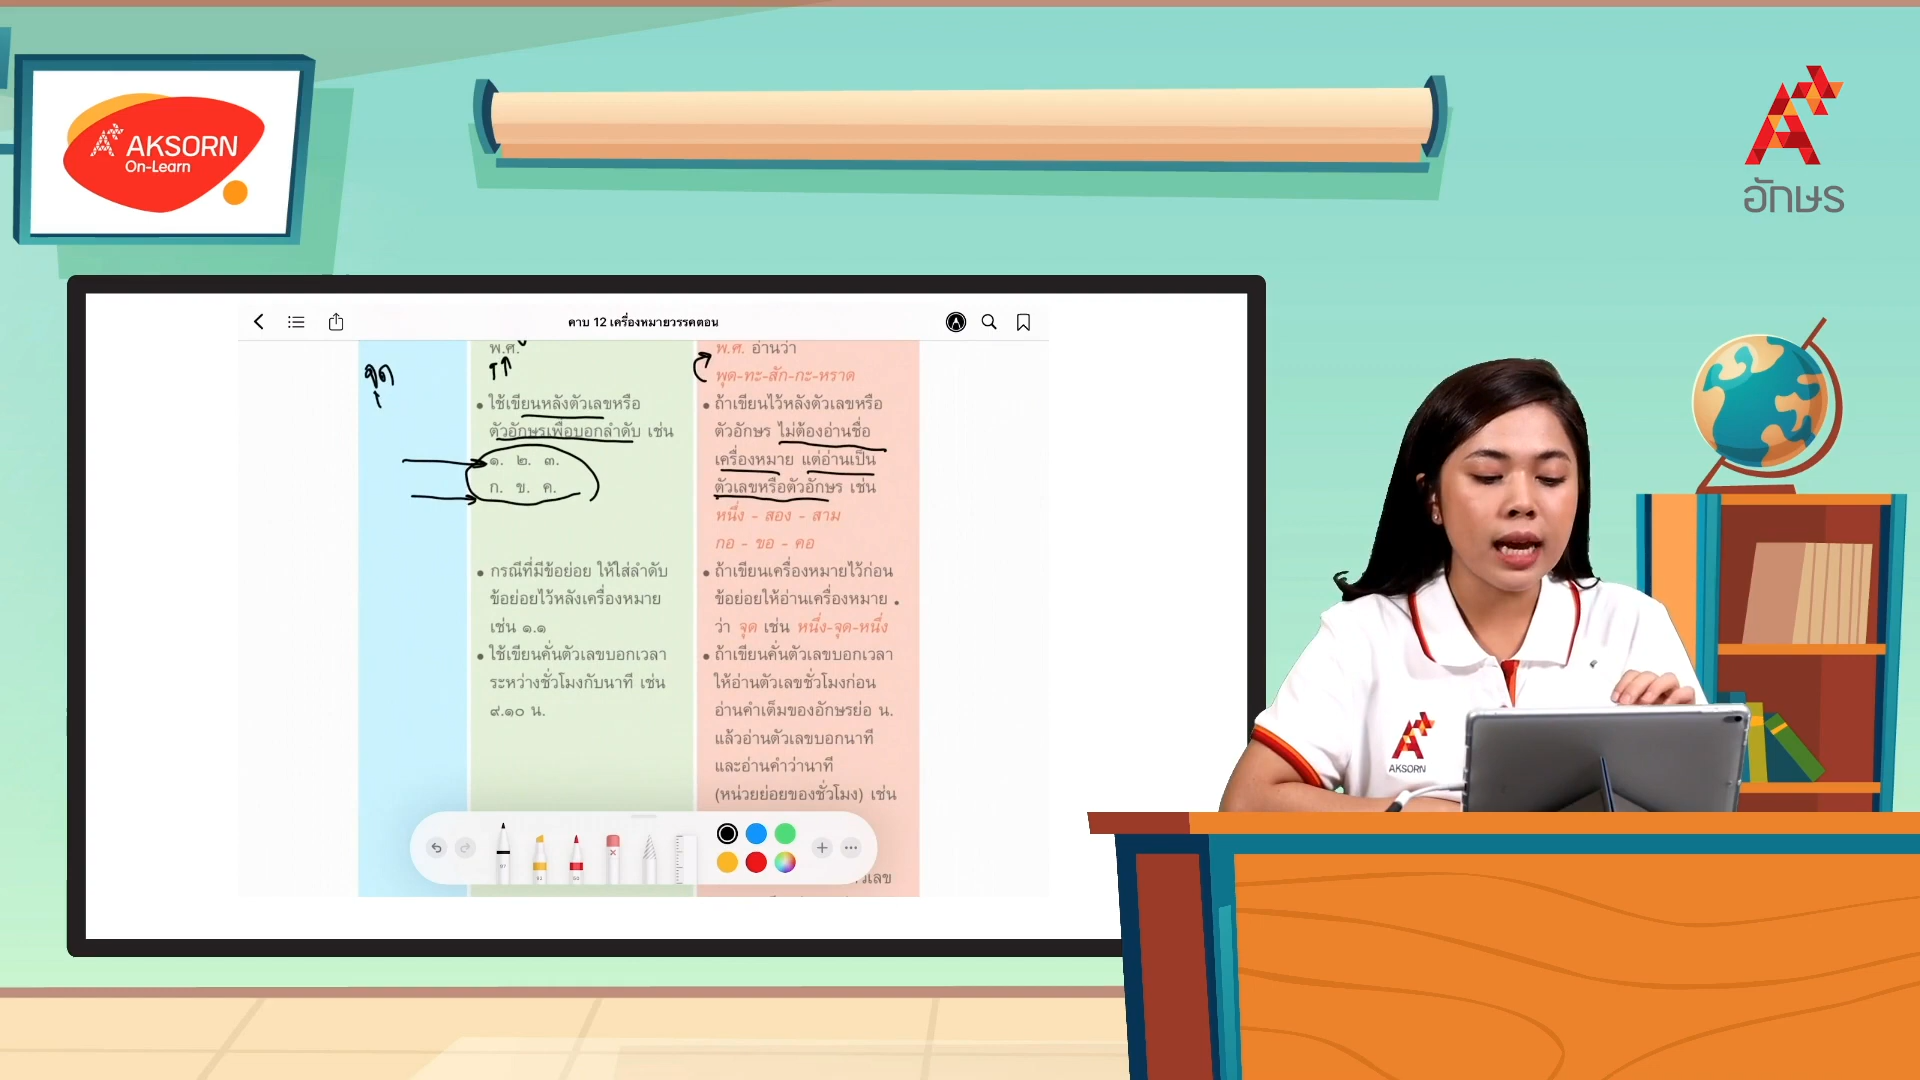 AKSORN
On-Learn
อักษร
คาบ 12 เครื่องหมายวรรคตอน
จุด
พ.ศ.
ใช้เขียนหลังตัวเลขหรือ
ตัวอักษรเพื่อบอกลำดับ เช่น
๑. ๒. ๓.
ก. ข. ค.
กรณีที่มีข้อย่อย ให้ใส่ลำดับ
ข้อย่อยไว้หลังเครื่องหมาย
เช่น ๑.๑
ใช้เขียนคั่นตัวเลขบอกเวลา
ระหว่างชั่วโมงกับนาที เช่น
๙.๑๐ น.
พ.ศ. อ่านว่า
พุด-ทะ-สัก-กะ-หราด
ถ้าเขียนไว้หลังตัวเลขหรือ
ตัวอักษร ไม่ต้องอ่านชื่อ
เครื่องหมาย แต่อ่านเป็น
ตัวเลขหรือตัวอักษร เช่น
หนึ่ง - สอง - สาม
กอ - ขอ - คอ
ถ้าเขียนเครื่องหมายไว้ก่อน
ข้อย่อยให้อ่านเครื่องหมาย .
ว่า จุด เช่น หนึ่ง-จุด-หนึ่ง
ถ้าเขียนคั่นตัวเลขบอกเวลา
ให้อ่านตัวเลขชั่วโมงก่อน
อ่านคำเต็มของอักษรย่อ น.
แล้วอ่านตัวเลขบอกนาที
และอ่านคำว่านาที
(หน่วยย่อยของชั่วโมง) เช่น
AKSORN